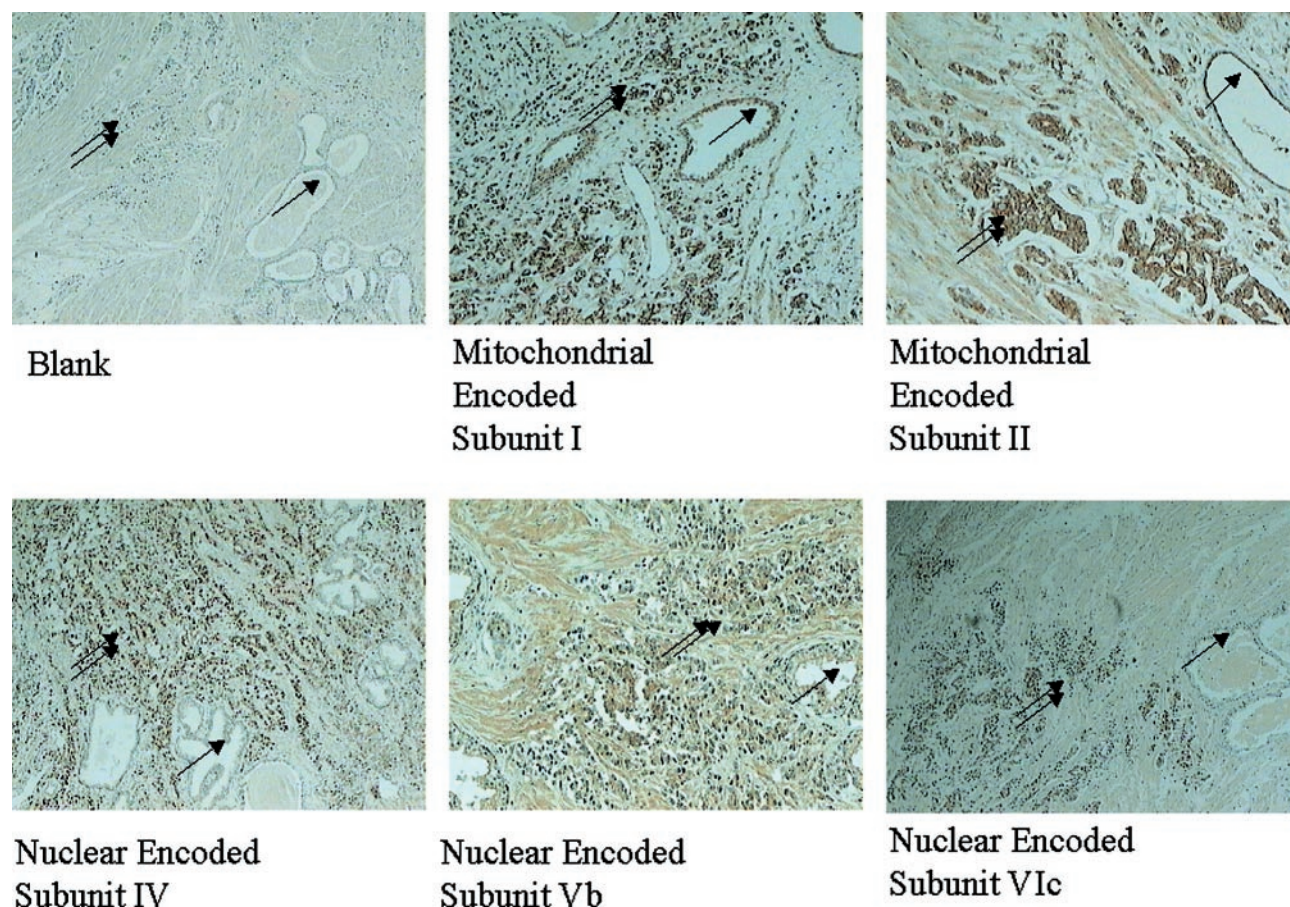 Blank
Mitochondrial
Encoded
Subunit I
Mitochondrial
Encoded
Subunit II
Nuclear Encoded
Subunit IV
Nuclear Encoded
Subunit Vb
Nuclear Encoded
Subunit VIc